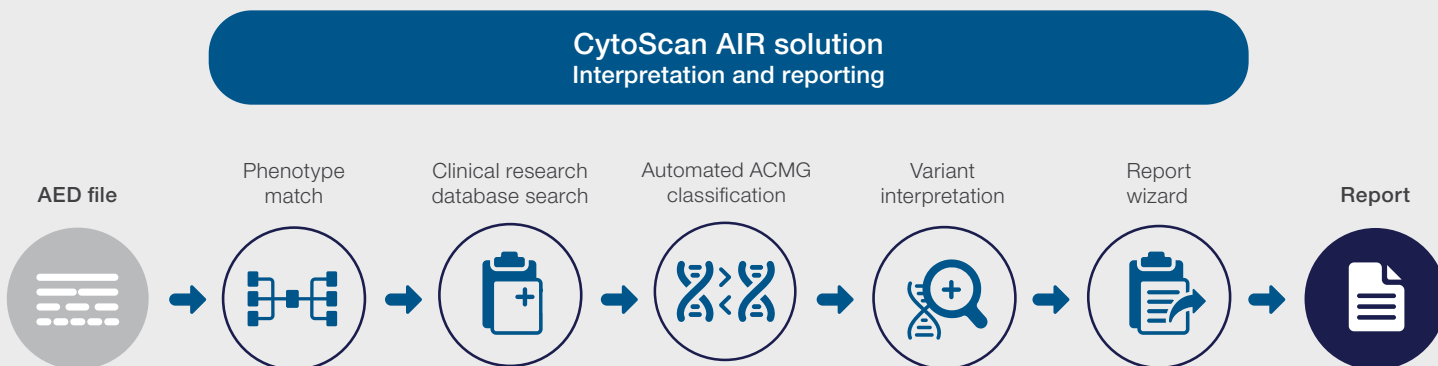 CytoScan AIR solution
Interpretation and reporting
AED file
Phenotype
match
Clinical research
database search
Automated ACMG
classification
Variant
interpretation
Report
wizard
Report